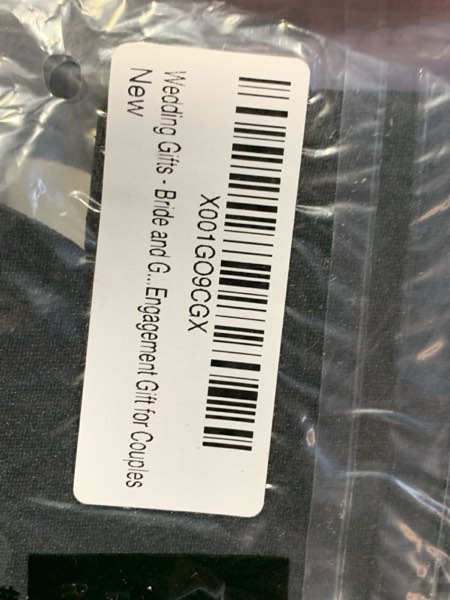 X001GO9CGX
Wedding Gifts - Bride and G...Engagement Gift for Couples
New